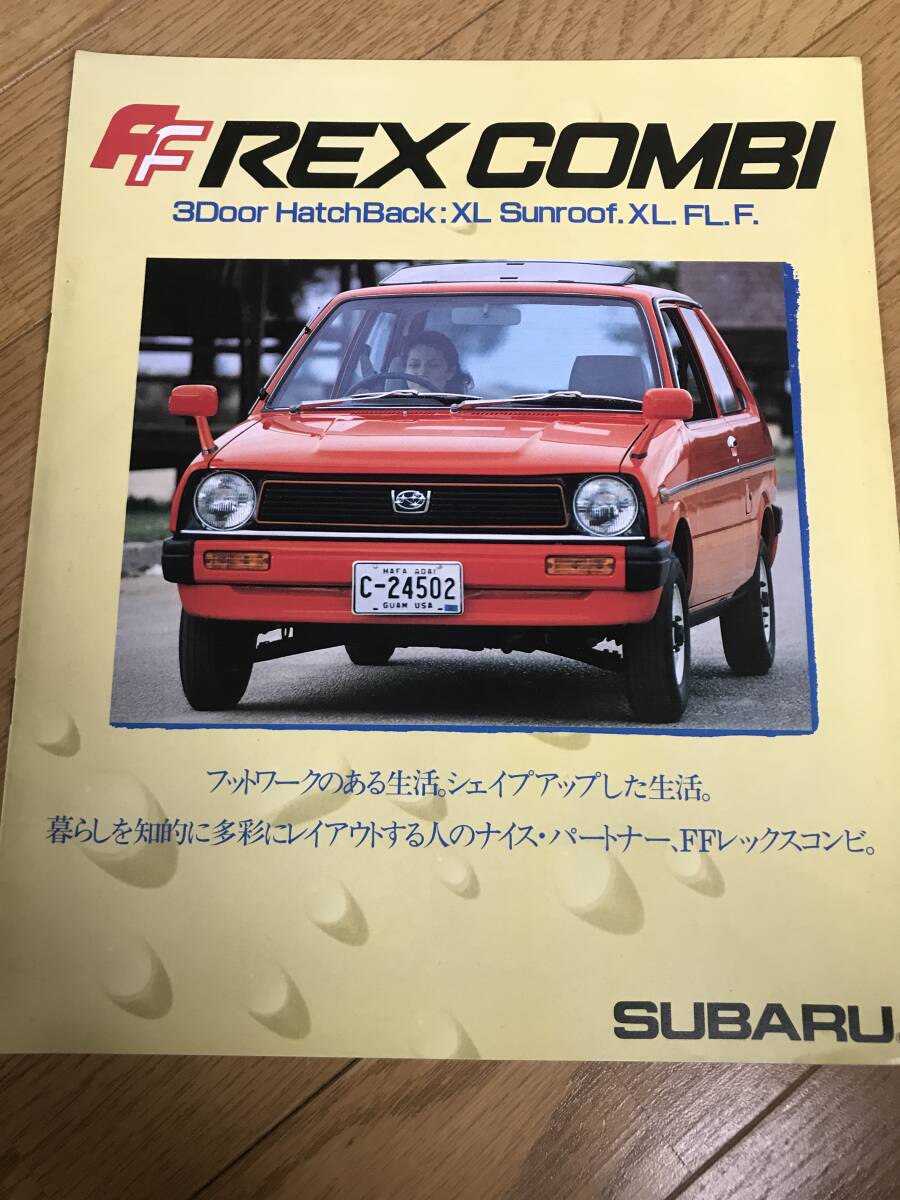 FF REX COMBI
3Door HatchBack:XL Sunroof.XL.FL.F.
HAFA ADAI
C-24502
GUAM USA
フットワークのある生活。シェイプアップした生活。
暮らしを知的に多彩にレイアウトする人のナイス・パートナー、FFレックスコンビ。
SUBARU